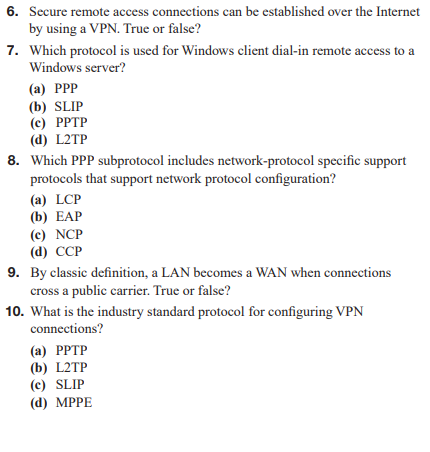 6. Secure remote access connections can be established over the Internet
by using a VPN. True or false?
7. Which protocol is used for Windows client dial-in remote access to a
Windows server?
(a) PPP
(b) SLIP
(c) PPTP
(d) L2TP
8. Which PPP subprotocol includes network-protocol specific support
protocols that support network protocol configuration?
(a) LCP
(b) EAP
(c) NCP
(d) CCP
9. By classic definition, a LAN becomes a WAN when connections
cross a public carrier. True or false?
10. What is the industry standard protocol for configuring VPN
connections?
(a) PPTP
(b) L2TP
(c) SLIP
(d) MPPE